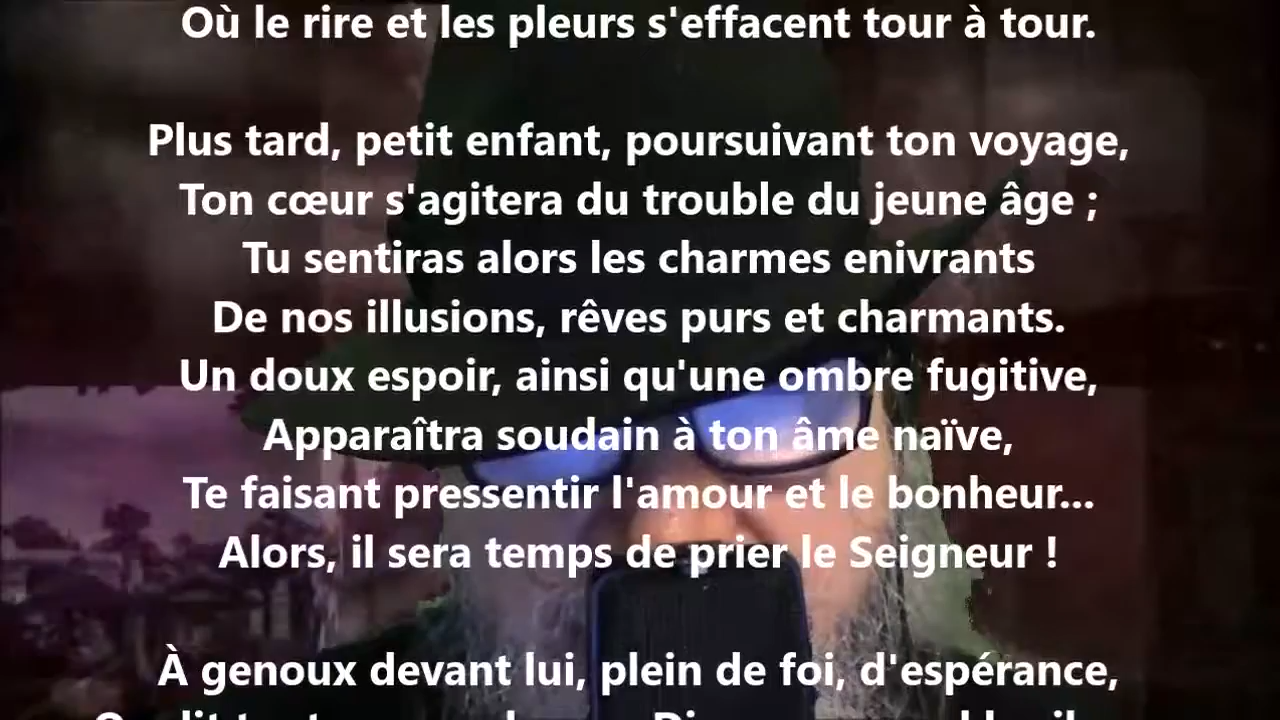 Où le rire et les pleurs s'effacent tour à tour.
Plus tard, petit enfant, poursuivant ton voyage,
Ton cœur s'agitera du trouble du jeune âge ;
Tu sentiras alors les charmes enivrants
De nos illusions, rêves purs et charmants.
Un doux espoir, ainsi qu'une ombre fugitive,
Apparaîtra soudain à ton âme naïve,
Te faisant pressentir l'amour et le bonheur...
Alors, il sera temps de prier le Seigneur !
À genoux devant lui, plein de foi, d'espérance,